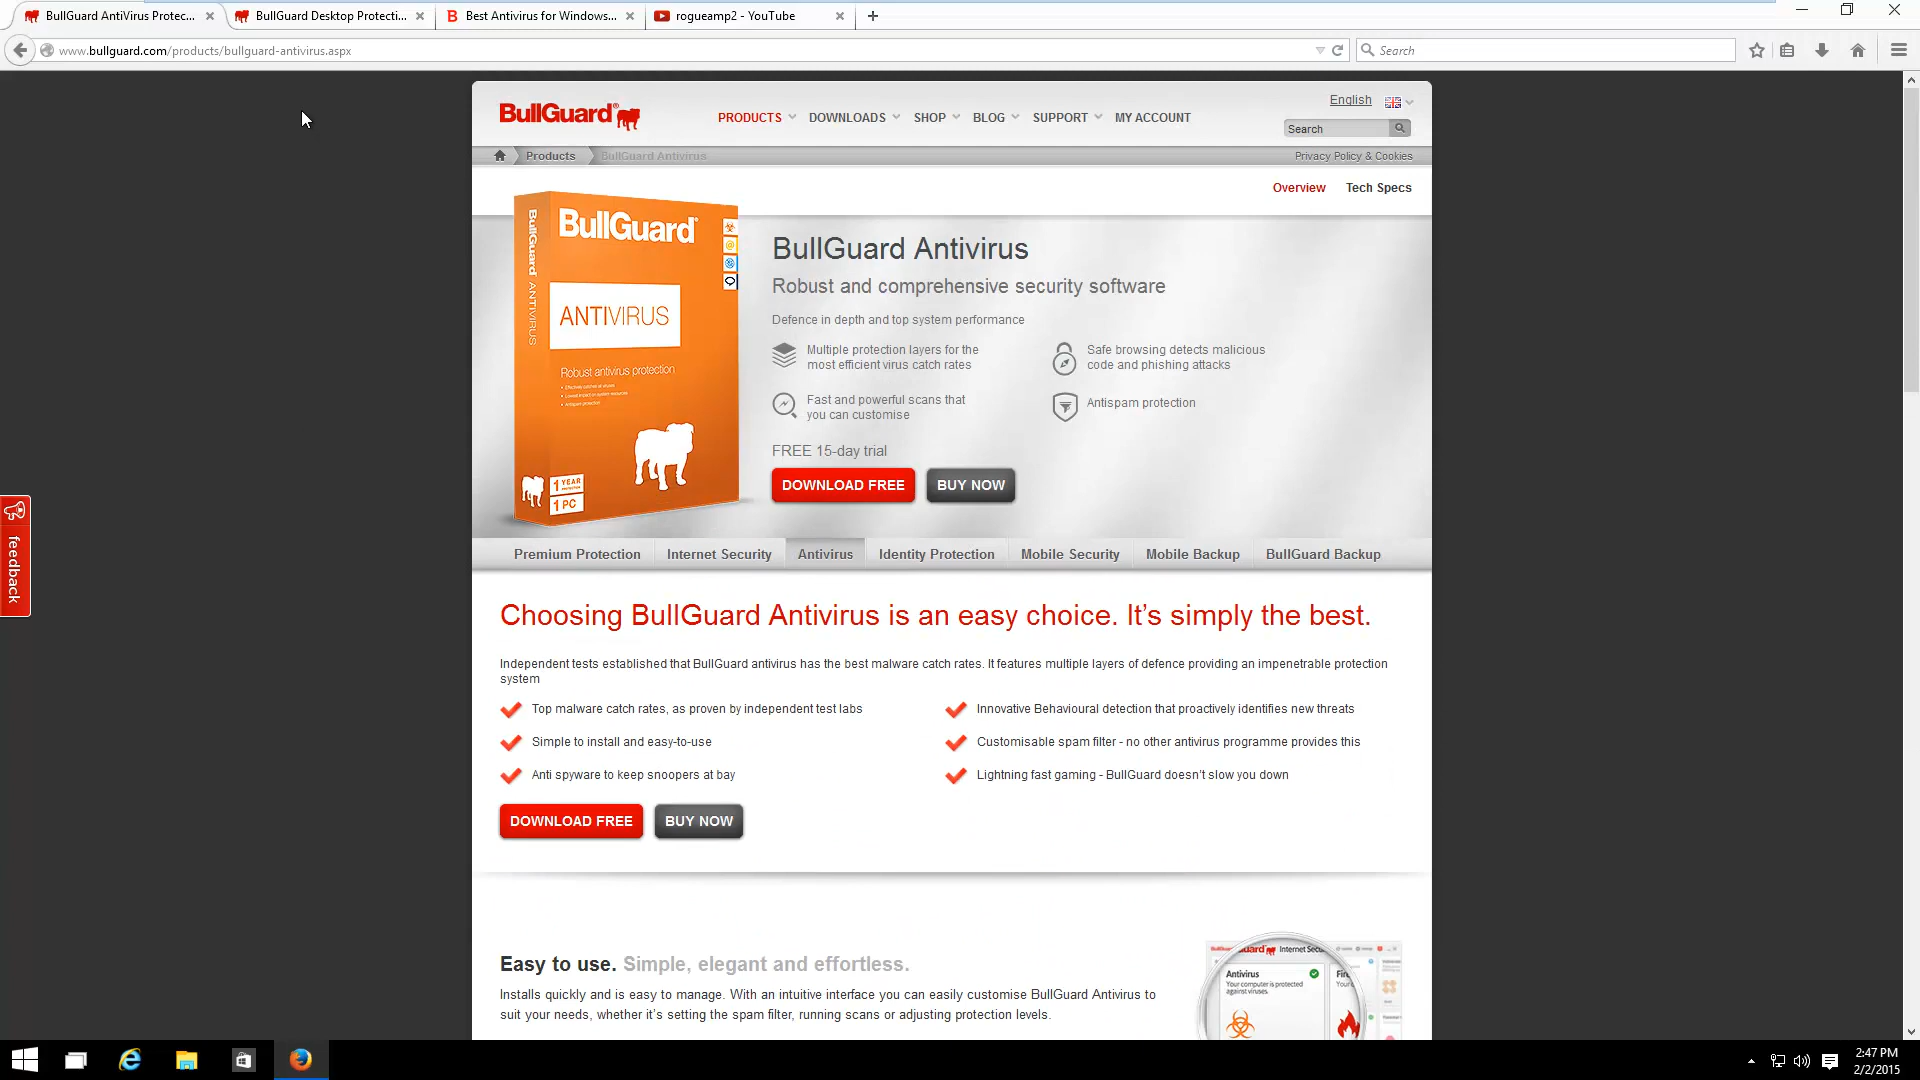 BullGuard AntiVirus Protec...
BullGuard Desktop Protecti...
Best Antivirus for Windows...
rogueamp2 - YouTube
www.bullguard.com/products/bullguard-antivirus.aspx
Search
BullGuard®
PRODUCTS
DOWNLOADS
SHOP
BLOG
SUPPORT
MY ACCOUNT
English
Search
Products
BullGuard Antivirus
Privacy Policy & Cookies
Overview
Tech Specs
BullGuard ANTIVIRUS
BullGuard
ANTIVIRUS
Robust antivirus protection
1 YEAR
1 PC
BullGuard Antivirus
Robust and comprehensive security software
Defence in depth and top system performance
Multiple protection layers for the
most efficient virus catch rates
Safe browsing detects malicious
code and phishing attacks
Fast and powerful scans that
you can customise
Antispam protection
FREE 15-day trial
DOWNLOAD FREE
BUY NOW
feedback
Premium Protection
Internet Security
Antivirus
Identity Protection
Mobile Security
Mobile Backup
BullGuard Backup
Choosing BullGuard Antivirus is an easy choice. It's simply the best.
Independent tests established that BullGuard antivirus has the best malware catch rates. It features multiple layers of defence providing an impenetrable protection
system
Top malware catch rates, as proven by independent test labs
Innovative Behavioural detection that proactively identifies new threats
Simple to install and easy-to-use
Customisable spam filter - no other antivirus programme provides this
Anti spyware to keep snoopers at bay
Lightning fast gaming - BullGuard doesn't slow you down
DOWNLOAD FREE
BUY NOW
Easy to use. Simple, elegant and effortless.
Installs quickly and is easy to manage. With an intuitive interface you can easily customise BullGuard Antivirus to
suit your needs, whether it's setting the spam filter, running scans or adjusting protection levels.
Antivirus
Your computer is protected
against viruses.
2:47 PM
2/2/2015